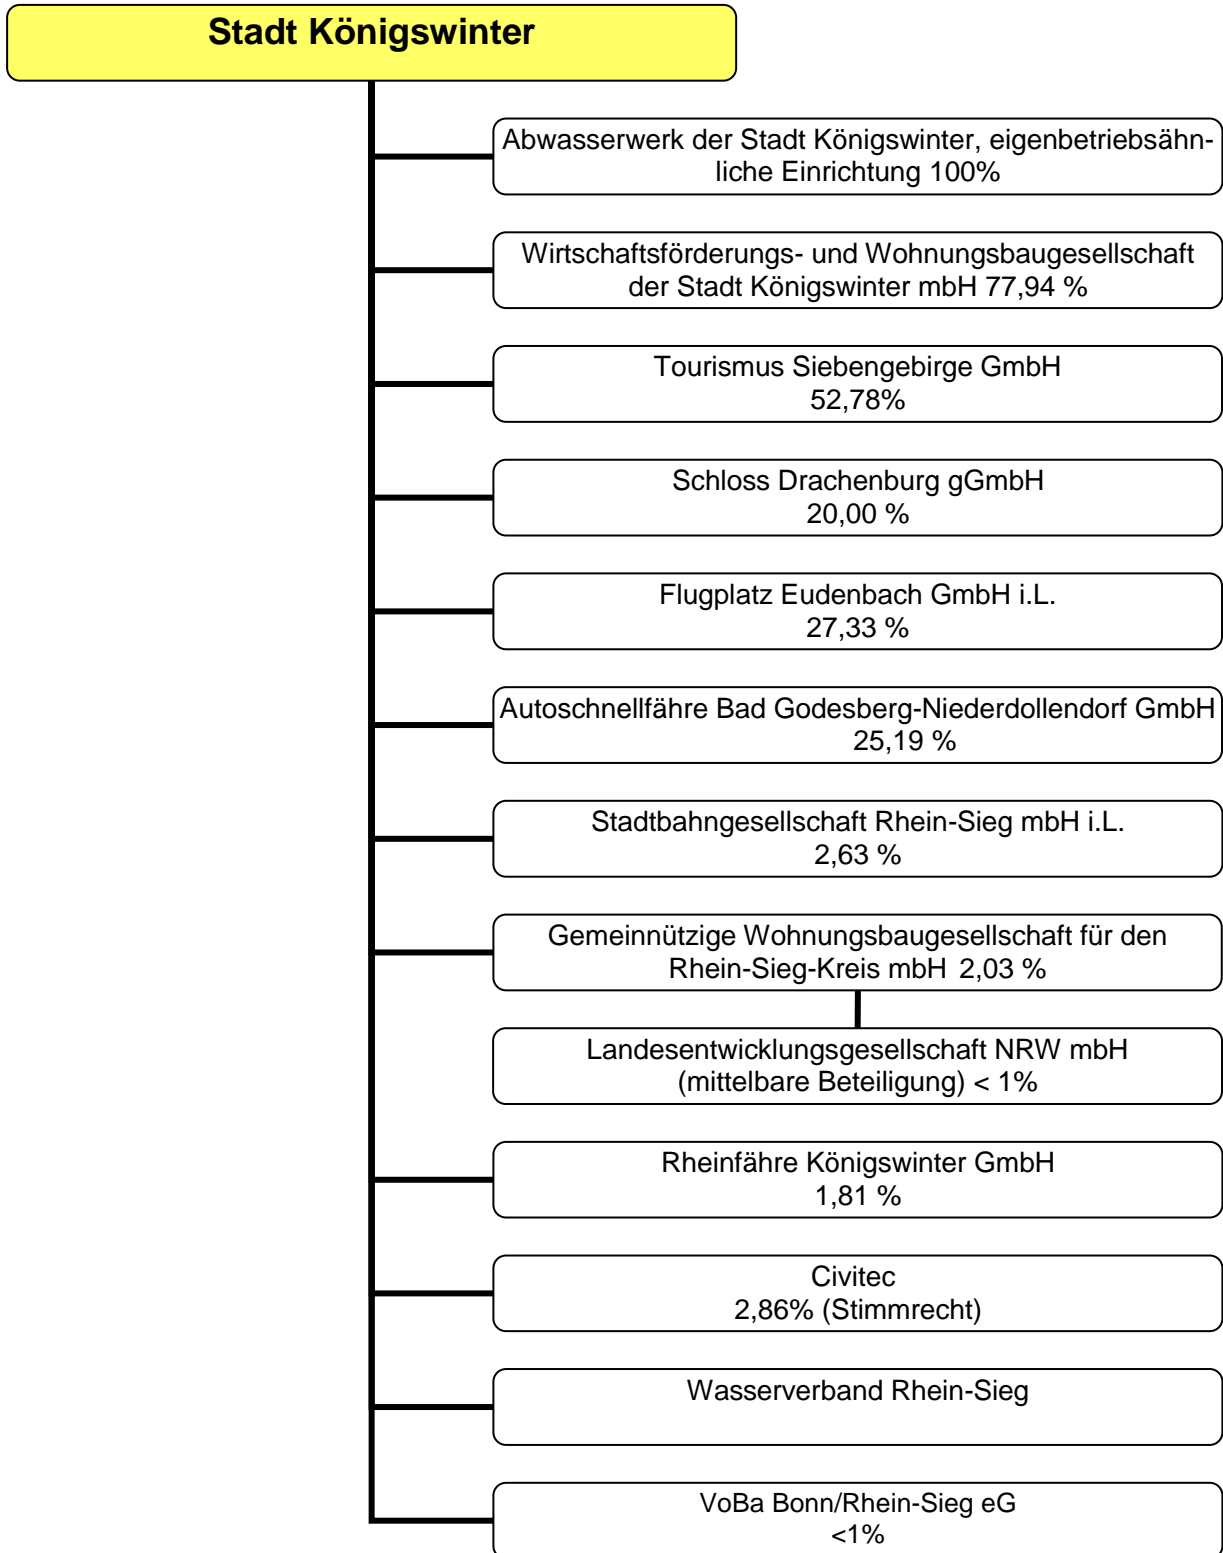 Stadt Königswinter
Abwasserwerk der Stadt Königswinter, eigenbetriebsähn-
liche Einrichtung 100%
Wirtschaftsförderungs- und Wohnungsbaugesellschaft
der Stadt Königswinter mbH 77,94 %
Tourismus Siebengebirge GmbH
52,78%
Schloss Drachenburg gGmbH
20,00 %
Flugplatz Eudenbach GmbH i.L.
27,33 %
Autoschnellfähre Bad Godesberg-Niederdollendorf GmbH
25,19 %
Stadtbahngesellschaft Rhein-Sieg mbH i.L.
2,63 %
Gemeinnützige Wohnungsbaugesellschaft für den
Rhein-Sieg-Kreis mbH 2,03 %
Landesentwicklungsgesellschaft NRW mbH
(mittelbare Beteiligung) < 1%
Rheinfähre Königswinter GmbH
1,81 %
Civitec
2,86% (Stimmrecht)
Wasserverband Rhein-Sieg
VoBa Bonn/Rhein-Sieg eG
<1%